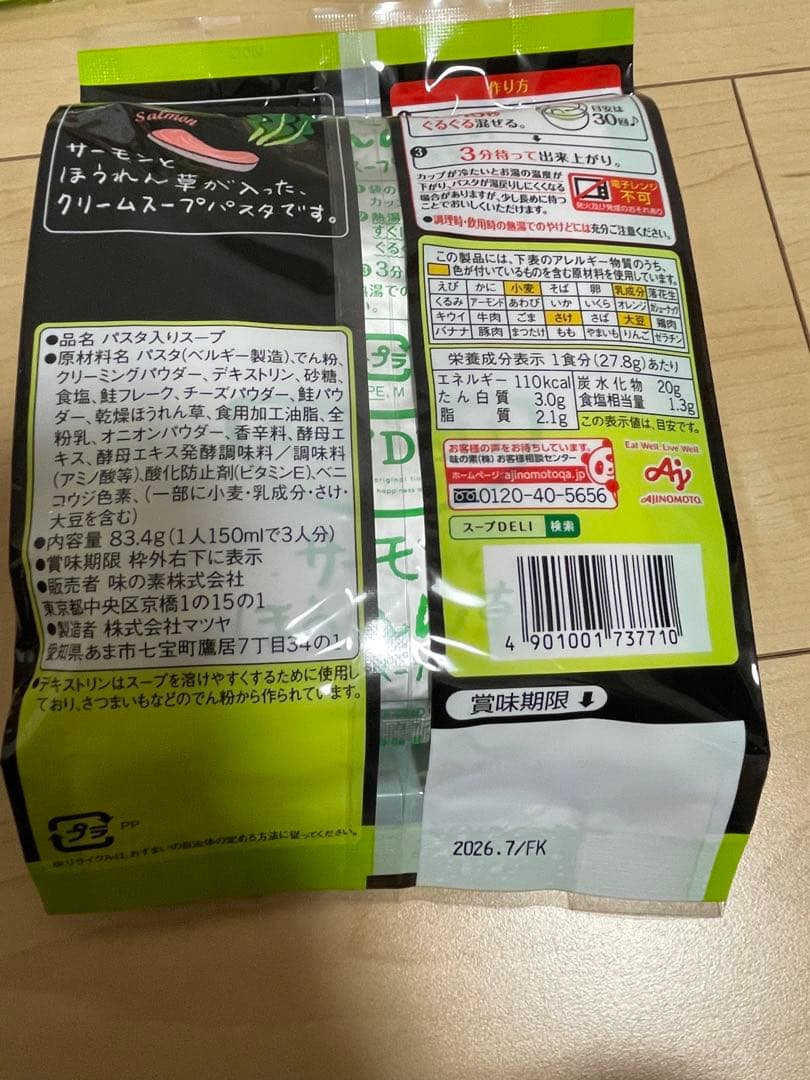 Salmon
サーモンと
ほうれん草が入った、
クリームスープパスタです。
●品名 パスタ入りスープ
●原材料名 パスタ(ベルギー製造)、でん粉、
クリーミングパウダー、デキストリン、砂糖、
食塩、鮭フレーク、チーズパウダー、鮭パウ
ダー、乾燥ほうれん草、食用加工油脂、全
粉乳、オニオンパウダー、香辛料、酵母エ
キス、酵母エキス発酵調味料／調味料
(アミノ酸等)、酸化防止剤(ビタミンE)、ベニ
コウジ色素、(一部に小麦・乳成分・さけ・
大豆を含む)
●内容量 83.4g(1人150mlで3人分)
●賞味期限 枠外右下に表示
●販売者 味の素株式会社
東京都中央区京橋1の15の1
●製造者 株式会社マツヤ
愛知県あま市七宝町鷹居7丁目34の1
●デキストリンはスープを溶けやすくするために使用し
ており、さつまいもなどのでん粉から作られています。
プラ PP
作り方
ぐるぐる混ぜる。
目安は
30回♪
3 3分待って出来上がり。
カップが冷たいとお湯の温度が
下がり、パスタが湯戻りしにくくなる
場合がありますが、少し長めに待つ
ことでおいしいいただけます。
電子レンジ
不可
発火及び発煙のおそれあり
●調理時・飲用時の熱湯でのやけどには充分ご注意ください。
この製品には、下表のアレルギー物質のうち、
色が付いているものを含む原材料を使用しています。
えび かに 小麦 そば 卵 乳成分 落花生
くるみ アーモンド あわび いか いくら オレンジ カシューナッツ
キウイ 牛肉 ごま さけ さば 大豆 鶏肉
バナナ 豚肉 まつたけ もも やまいも りんご ゼラチン
栄養成分表示 1食分(27.8g)あたり
エネルギー 110kcal 炭水化物 20g
たん白質 3.0g 食塩相当量 1.3g
脂質 2.1g この表示値は、目安です。
お客様の声をお待ちしています。
味の素(株)お客様相談センター
ホームページ:ajinomotoqa.jp
0120-40-5656
Eat Well, Live Well.
Aj
AJINOMOTO
スープDELI 検索
4 901001 737710
賞味期限
2026.7/FK